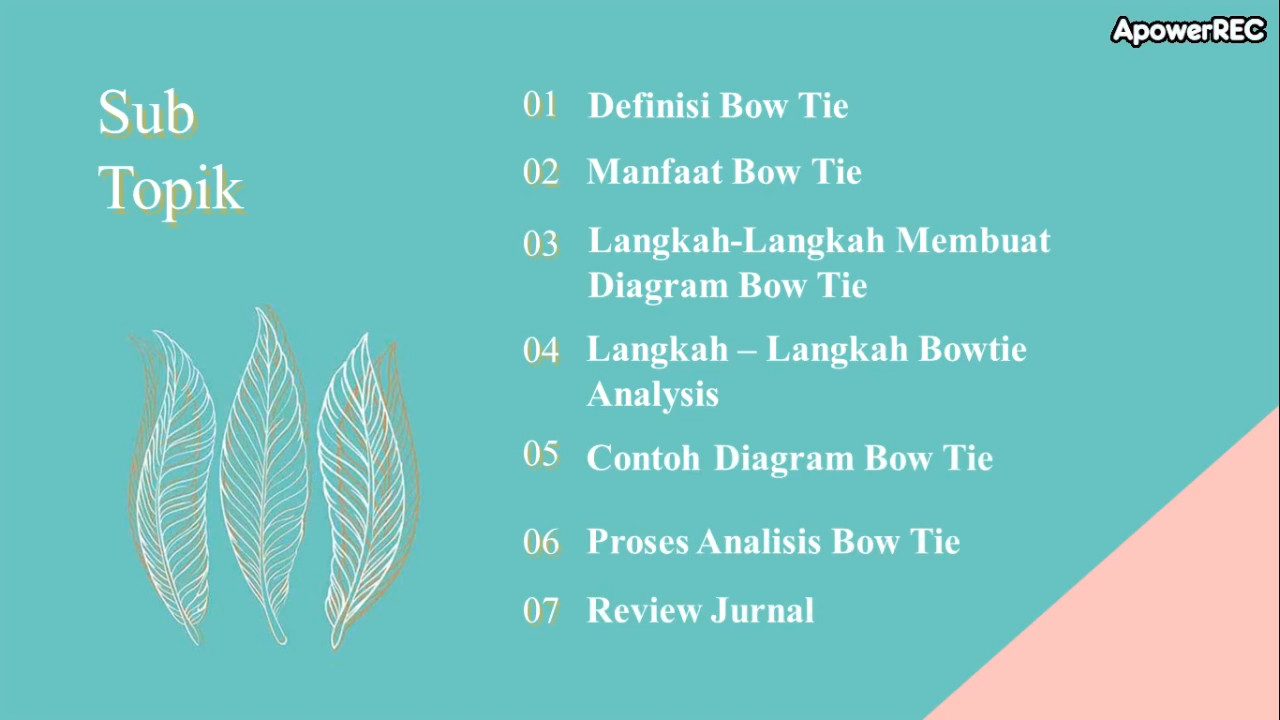 ApowerREC
Sub
Topik
01 Definisi Bow Tie
02 Manfaat Bow Tie
03 Langkah-Langkah Membuat
Diagram Bow Tie
04 Langkah – Langkah Bowtie
Analysis
05 Contoh Diagram Bow Tie
06 Proses Analisis Bow Tie
07 Review Jurnal